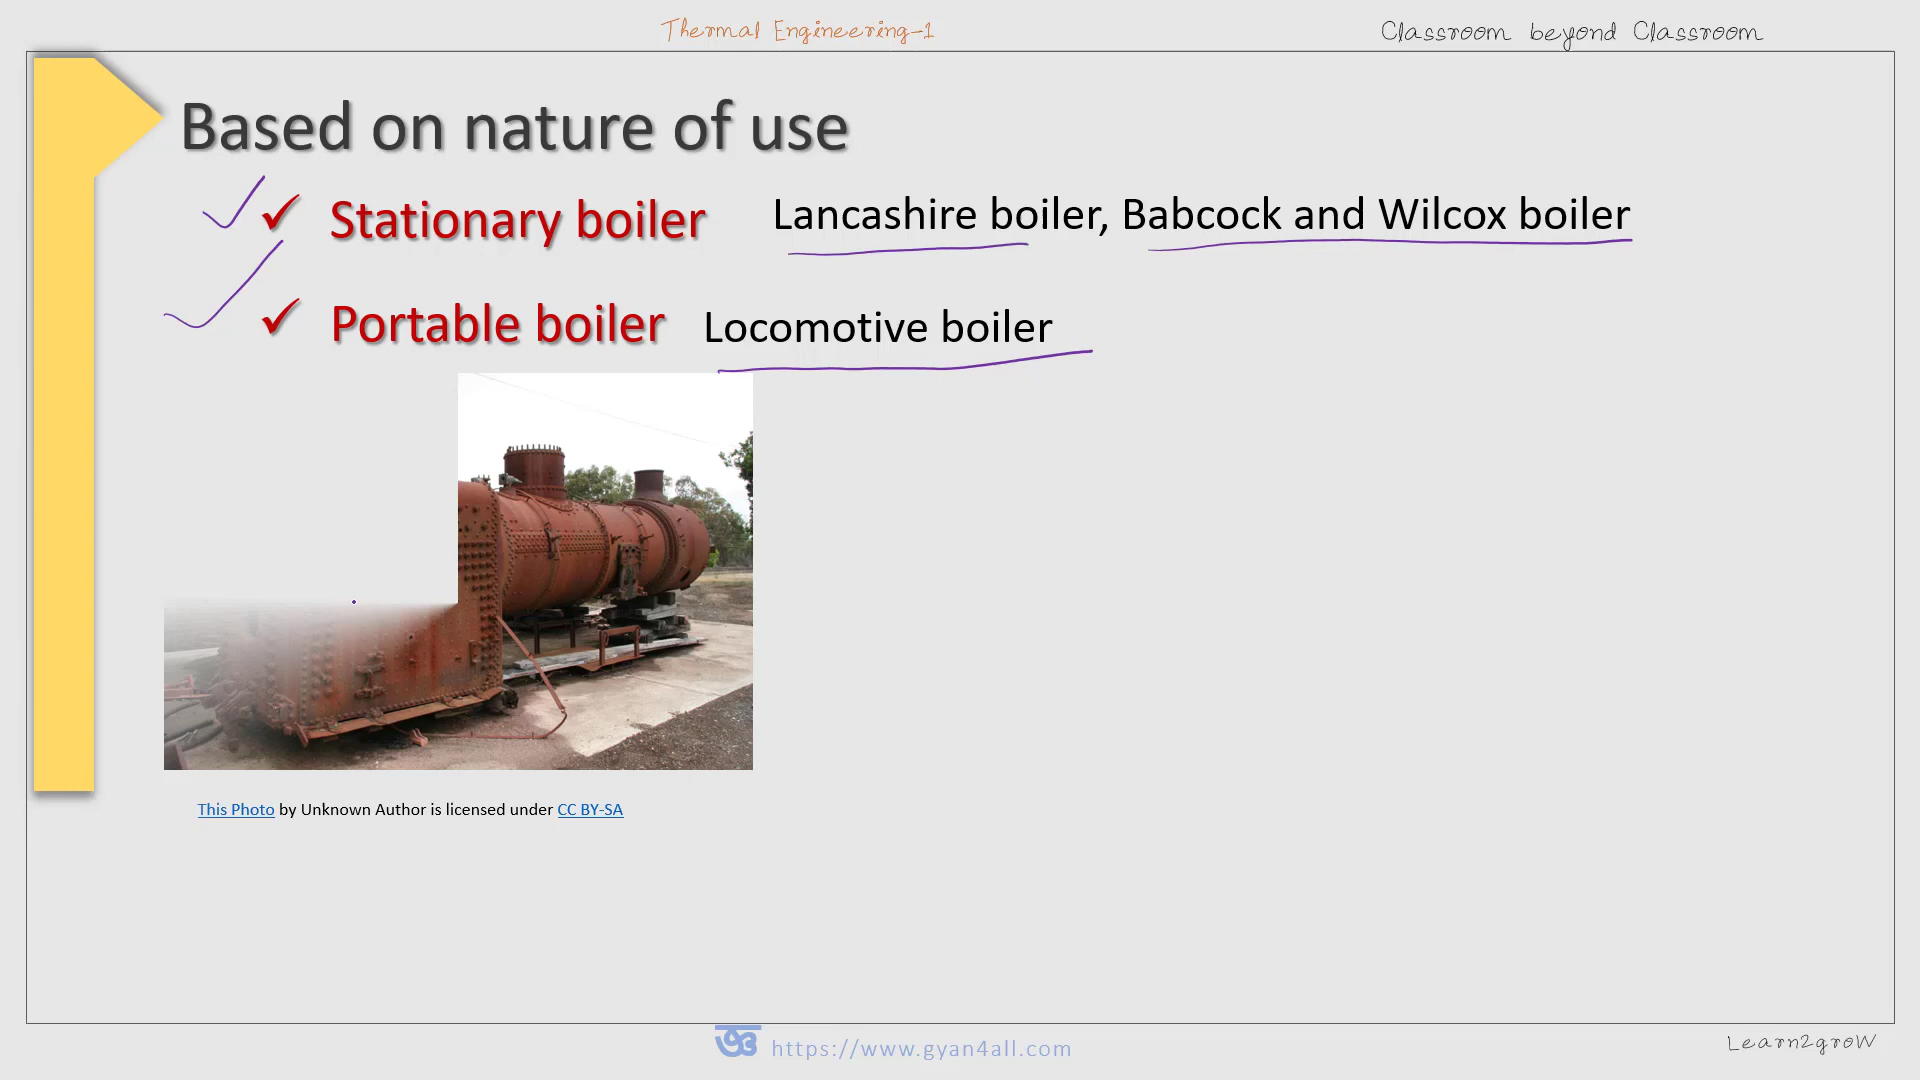 Thermal Engineering-1
Classroom beyond Classroom
Based on nature of use
Stationary boiler Lancashire boiler, Babcock and Wilcox boiler
Portable boiler Locomotive boiler
This Photo by Unknown Author is licensed under CC BY-SA
https://www.gyan4all.com
Learn2groW